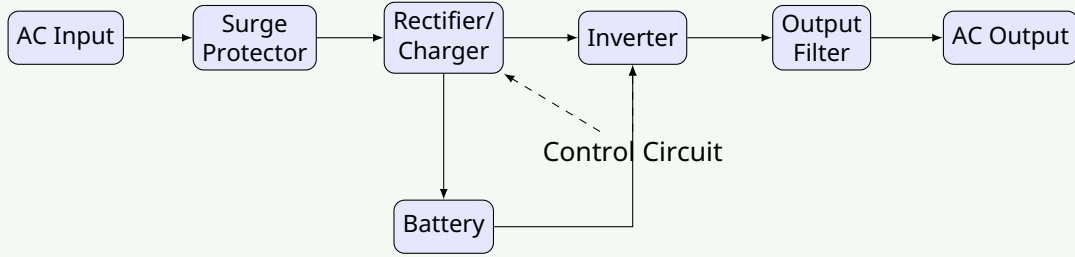 AC Input
Surge
Protector
Rectifier/
Charger
Inverter
Output
Filter
AC Output
Control Circuit
Battery